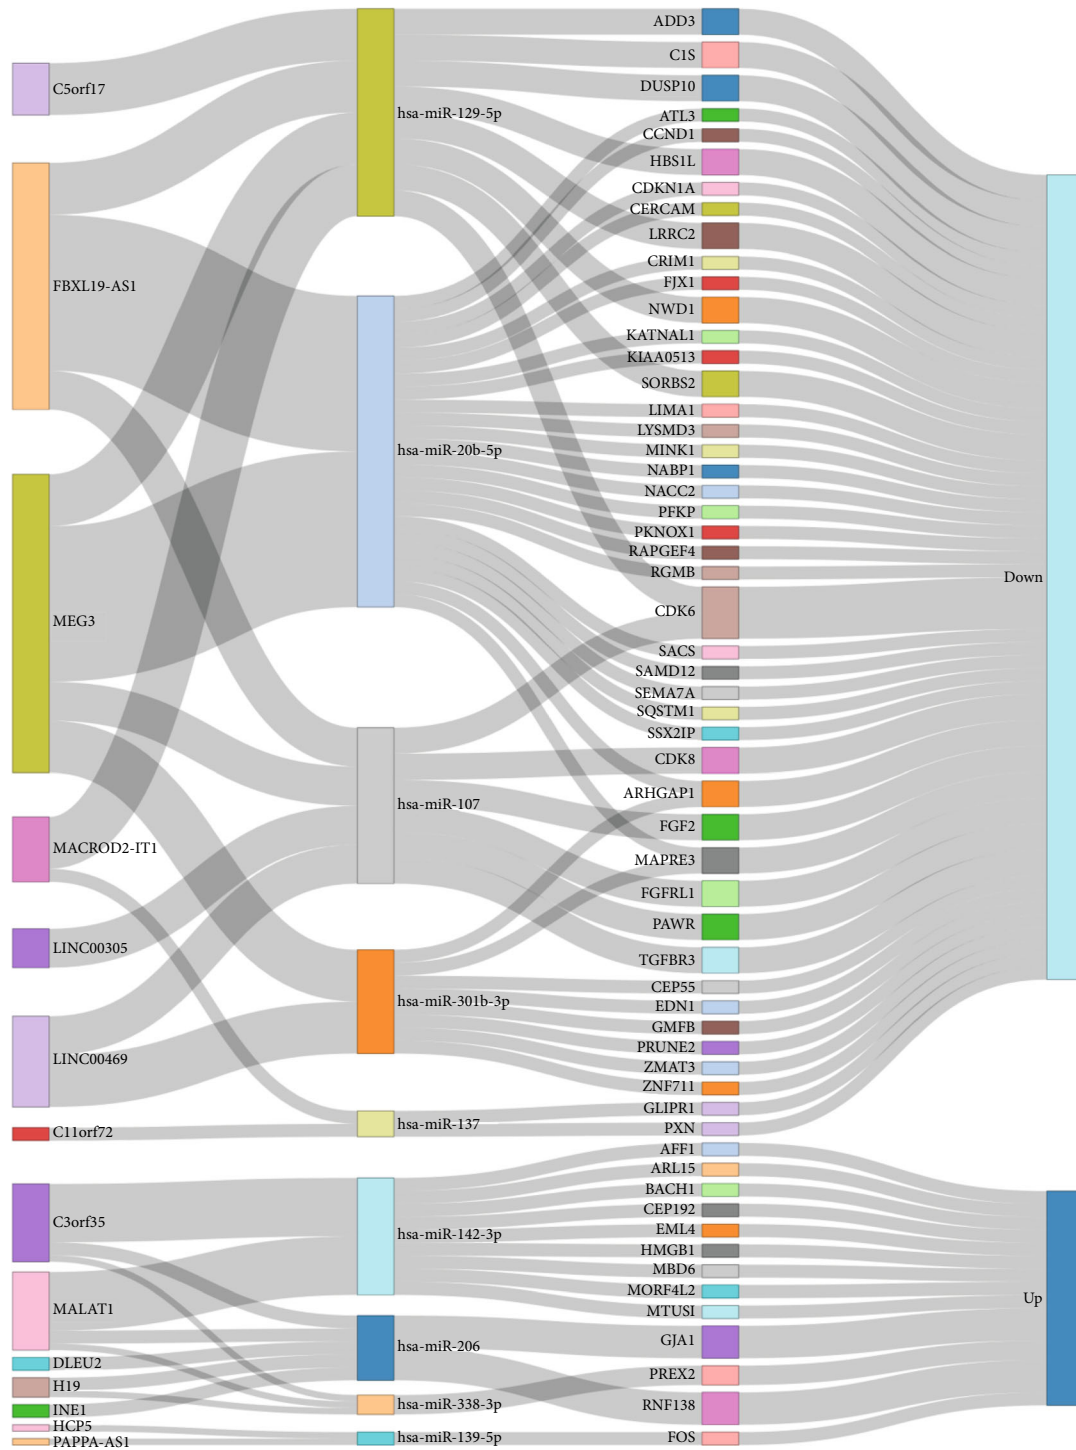 C5orf17
FBXL19-AS1
MEG3
MACROD2-IT1
LINC00305
LINC00469
C11orf72
C3orf35
MALAT1
DLEU2
H19
INE1
HCP5
PAPPA-AS1
hsa-miR-129-5p
hsa-miR-20b-5p
hsa-miR-107
hsa-miR-301b-3p
hsa-miR-137
hsa-miR-142-3p
hsa-miR-206
hsa-miR-338-3p
hsa-miR-139-5p
ADD3
C1S
DUSP10
ATL3
CCND1
HBS1L
CDKN1A
CERCAM
LRRC2
CRIM1
FJX1
NWD1
KATNAL1
KIAA0513
SORBS2
LIMA1
LYSMD3
MINK1
NABP1
NACC2
PFKP
PKNOX1
RAPGEF4
RGMB
CDK6
SACS
SAMD12
SEMA7A
SQSTM1
SSX2IP
CDK8
ARHGAP1
FGF2
MAPRE3
FGFRL1
PAWR
TGFBR3
CEP55
EDN1
GMFB
PRUNE2
ZMAT3
ZNF711
GLIPR1
PXN
AFF1
ARL15
BACH1
CEP192
EML4
HMGB1
MBD6
MORF4L2
MTUSI
GJA1
PREX2
RNF138
FOS
Down
Up